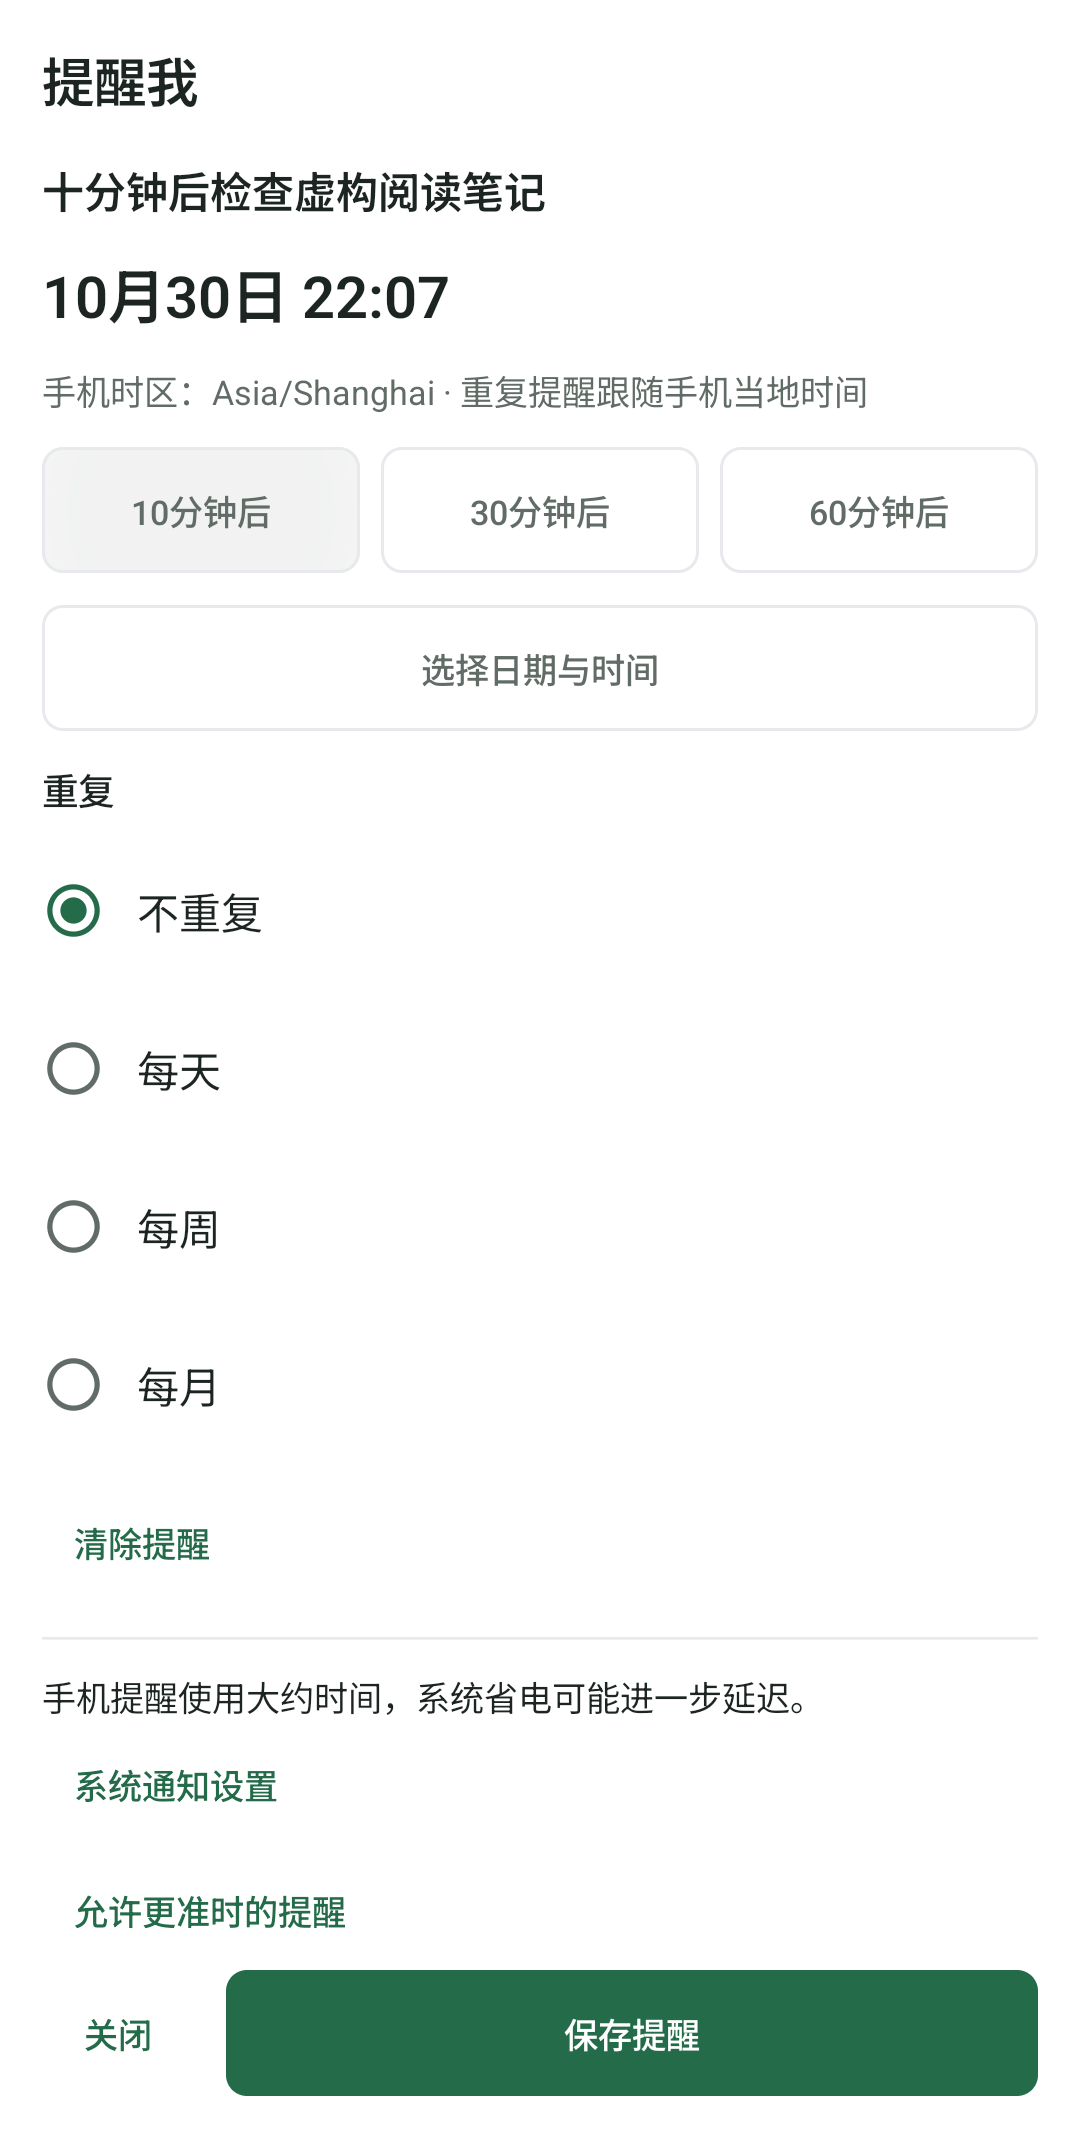 提醒我
十分钟后检查虚构阅读笔记
10月30日 22:07
手机时区：Asia/Shanghai · 重复提醒跟随手机当地时间
10分钟后 30分钟后 60分钟后
选择日期与时间
重复
不重复
每天
每周
每月
清除提醒
手机提醒使用大约时间，系统省电可能进一步延迟。
系统通知设置
允许更准时的提醒
关闭 保存提醒